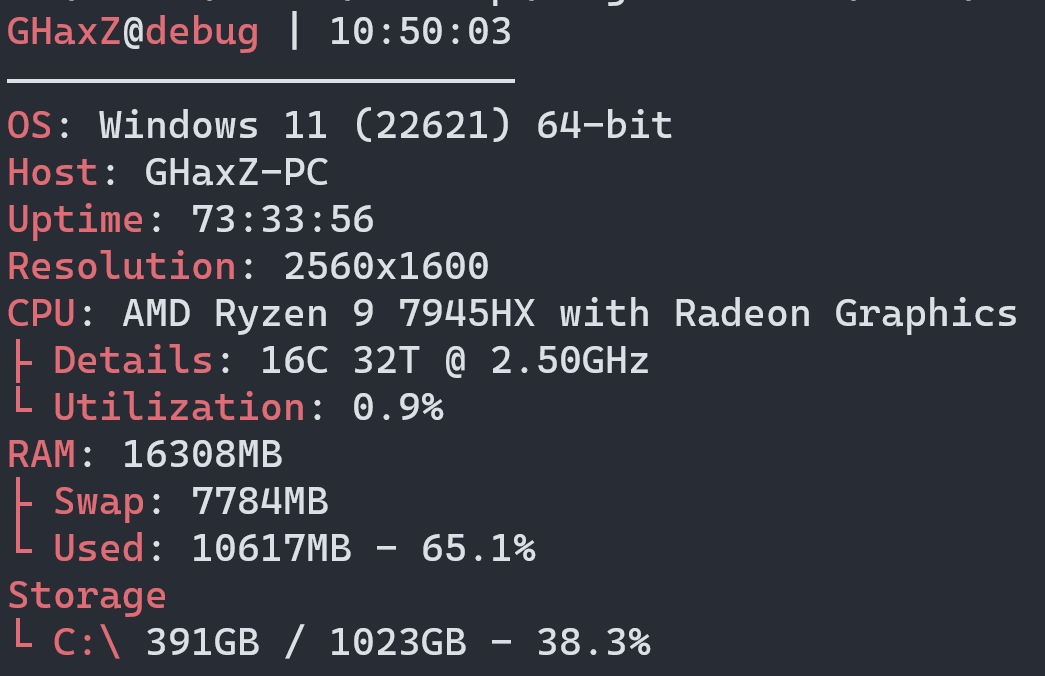 GHaxZ@debug | 10:50:03
OS: Windows 11 (22621) 64-bit
Host: GHaxZ-PC
Uptime: 73:33:56
Resolution: 2560x1600
CPU: AMD Ryzen 9 7945HX with Radeon Graphics
├ Details: 16C 32T @ 2.50GHz
└ Utilization: 0.9%
RAM: 16308MB
├ Swap: 7784MB
└ Used: 10617MB - 65.1%
Storage
└ C:\ 391GB / 1023GB - 38.3%